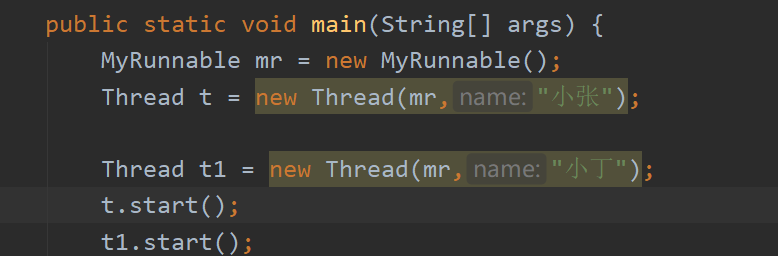 public static void main(String[] args) {
MyRunnable mr = new MyRunnable();
Thread t = new Thread(mr, name: "小张");
Thread t1 = new Thread(mr, name: "小丁");
t.start();
t1.start();